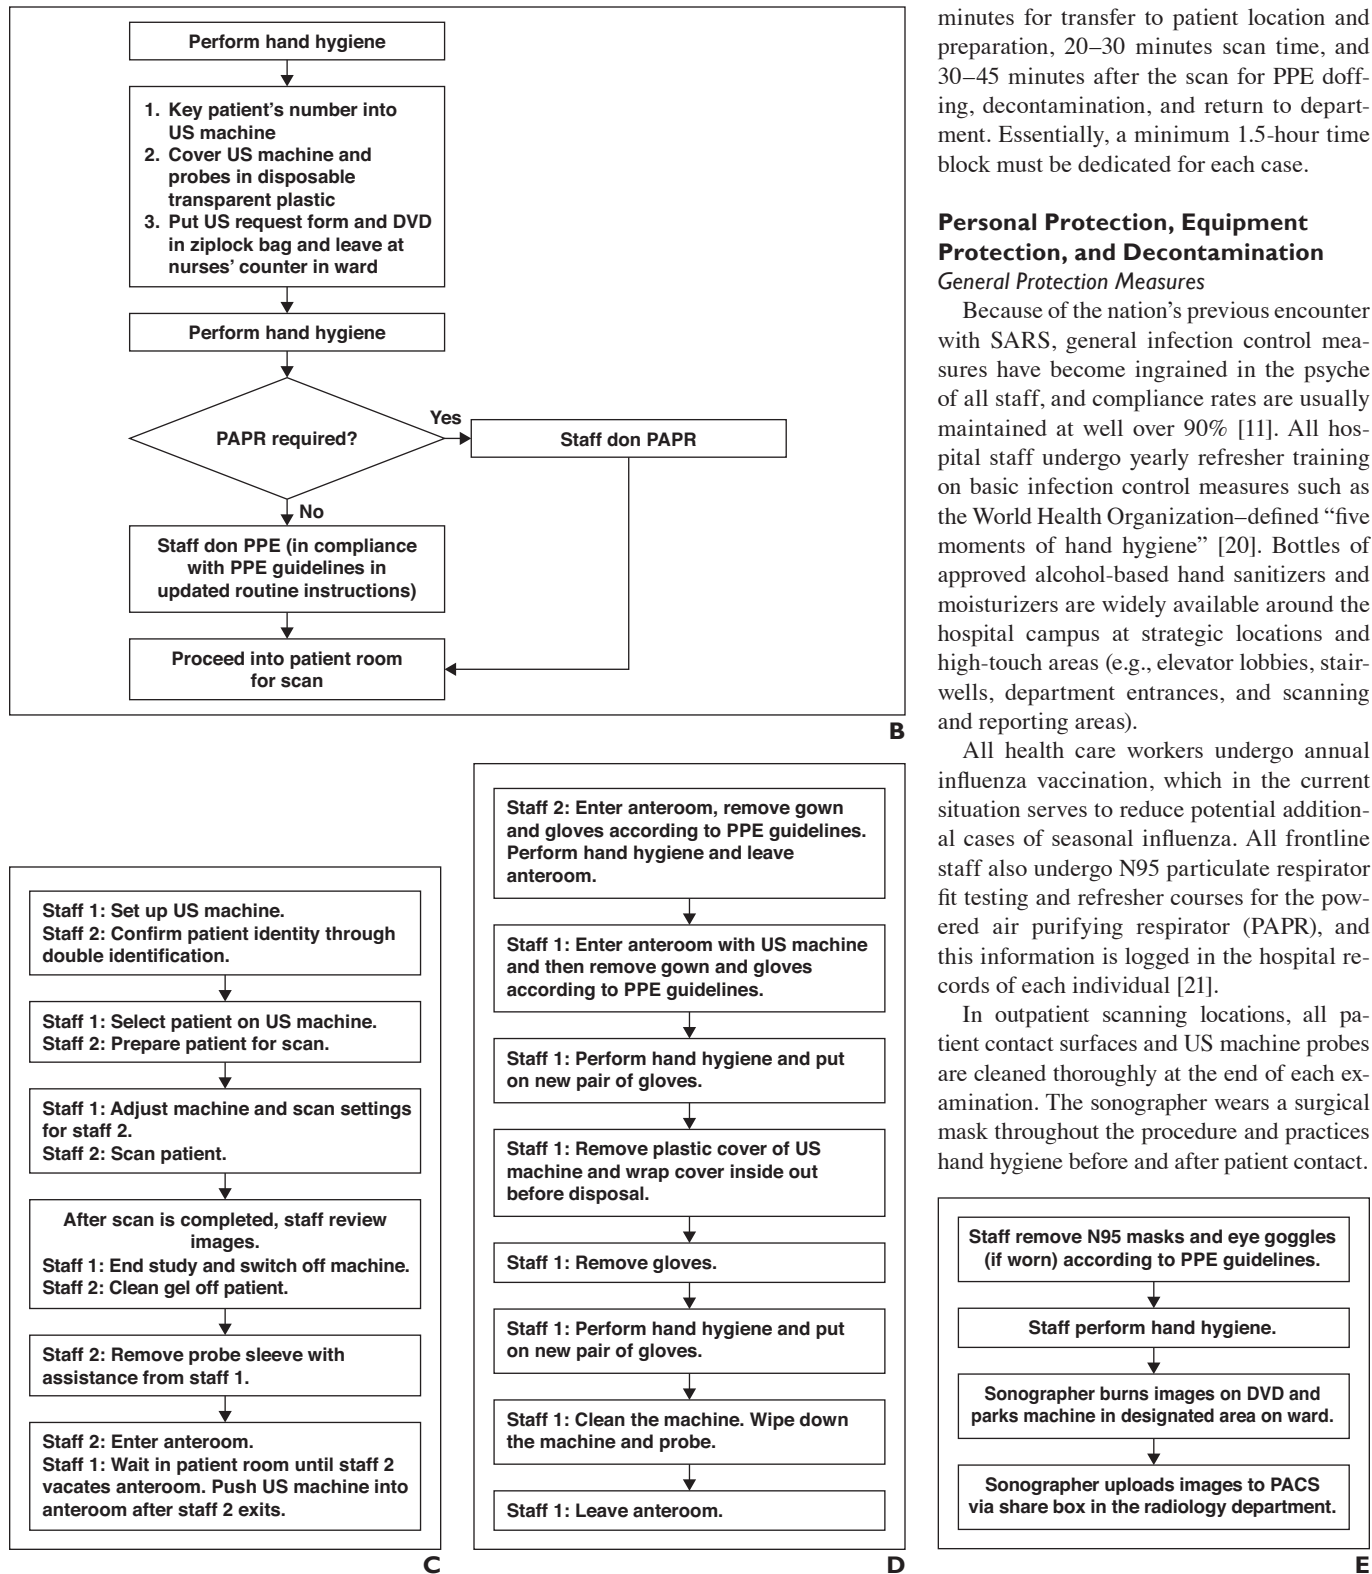 Perform hand hygiene
1. Key patient's number into
US machine
2. Cover US machine and
probes in disposable
transparent plastic
3. Put US request form and DVD
in ziplock bag and leave at
nurses' counter in ward
Perform hand hygiene
PAPR required?
Yes
Staff don PAPR
No
Staff don PPE (in compliance
with PPE guidelines in
updated routine instructions)
Proceed into patient room
for scan
B
Staff 1: Set up US machine.
Staff 2: Confirm patient identity through
double identification.
Staff 1: Select patient on US machine.
Staff 2: Prepare patient for scan.
Staff 1: Adjust machine and scan settings
for staff 2.
Staff 2: Scan patient.
After scan is completed, staff review
images.
Staff 1: End study and switch off machine.
Staff 2: Clean gel off patient.
Staff 2: Remove probe sleeve with
assistance from staff 1.
Staff 2: Enter anteroom.
Staff 1: Wait in patient room until staff 2
vacates anteroom. Push US machine into
anteroom after staff 2 exits.
C
Staff 2: Enter anteroom, remove gown
and gloves according to PPE guidelines.
Perform hand hygiene and leave
anteroom.
Staff 1: Enter anteroom with US machine
and then remove gown and gloves
according to PPE guidelines.
Staff 1: Perform hand hygiene and put
on new pair of gloves.
Staff 1: Remove plastic cover of US
machine and wrap cover inside out
before disposal.
Staff 1: Remove gloves.
Staff 1: Perform hand hygiene and put
on new pair of gloves.
Staff 1: Clean the machine. Wipe down
the machine and probe.
Staff 1: Leave anteroom.
D
minutes for transfer to patient location and
preparation, 20–30 minutes scan time, and
30–45 minutes after the scan for PPE doff-
ing, decontamination, and return to depart-
ment. Essentially, a minimum 1.5-hour time
block must be dedicated for each case.
Personal Protection, Equipment
Protection, and Decontamination
General Protection Measures
Because of the nation's previous encounter
with SARS, general infection control mea-
sures have become ingrained in the psyche
of all staff, and compliance rates are usually
maintained at well over 90% [11]. All hos-
pital staff undergo yearly refresher training
on basic infection control measures such as
the World Health Organization–defined “five
moments of hand hygiene” [20]. Bottles of
approved alcohol-based hand sanitizers and
moisturizers are widely available around the
hospital campus at strategic locations and
high-touch areas (e.g., elevator lobbies, stair-
wells, department entrances, and scanning
and reporting areas).
All health care workers undergo annual
influenza vaccination, which in the current
situation serves to reduce potential addition-
al cases of seasonal influenza. All frontline
staff also undergo N95 particulate respirator
fit testing and refresher courses for the pow-
ered air purifying respirator (PAPR), and
this information is logged in the hospital re-
cords of each individual [21].
In outpatient scanning locations, all pa-
tient contact surfaces and US machine probes
are cleaned thoroughly at the end of each ex-
amination. The sonographer wears a surgical
mask throughout the procedure and practices
hand hygiene before and after patient contact.
Staff remove N95 masks and eye goggles
(if worn) according to PPE guidelines.
Staff perform hand hygiene.
Sonographer burns images on DVD and
parks machine in designated area on ward.
Sonographer uploads images to PACS
via share box in the radiology department.
E